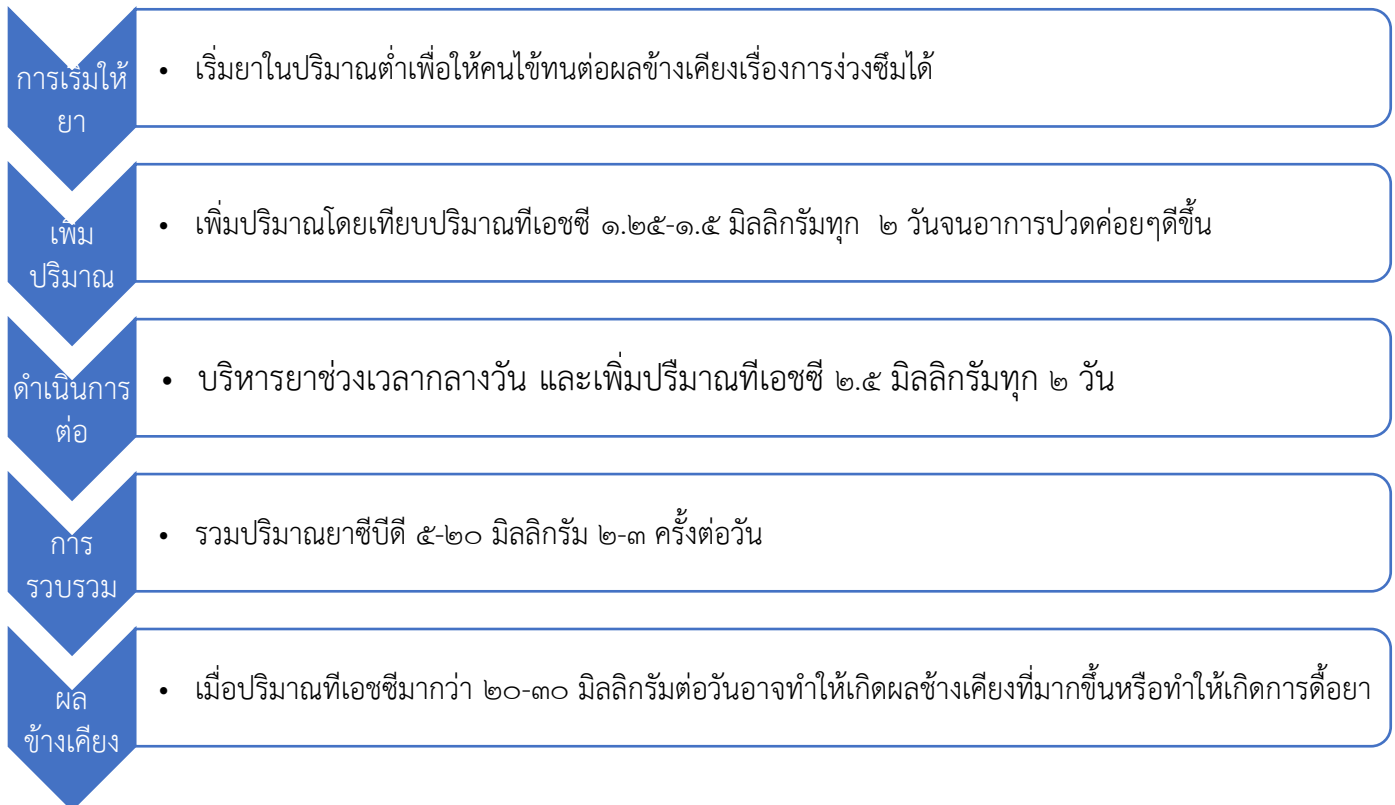 การเริ่มให้
ยา
• เริ่มยาในปริมาณต่ำเพื่อให้คนไข้ทนต่อผลข้างเคียงเรื่องการง่วงซึมได้
เพิ่ม
ปริมาณ
• เพิ่มปริมาณโดยเทียบปริมาณทีเอชซี ๑.๒๕-๑.๕ มิลลิกรัมทุก ๒ วันจนอาการปวดค่อยๆดีขึ้น
ดำเนินการ
ต่อ
• บริหารยาช่วงเวลากลางวัน และเพิ่มปรืมาณทีเอชซี ๒.๕ มิลลิกรัมทุก ๒ วัน
การ
รวบรวม
• รวมปริมาณยาซีบีดี ๕-๒๐ มิลลิกรัม ๒-๓ ครั้งต่อวัน
ผล
ข้างเคียง
• เมื่อปริมาณทีเอชซีมากว่า ๒๐-๓๐ มิลลิกรัมต่อวันอาจทำให้เกิดผลช้างเคียงที่มากขึ้นหรือทำให้เกิดการดื้อยา